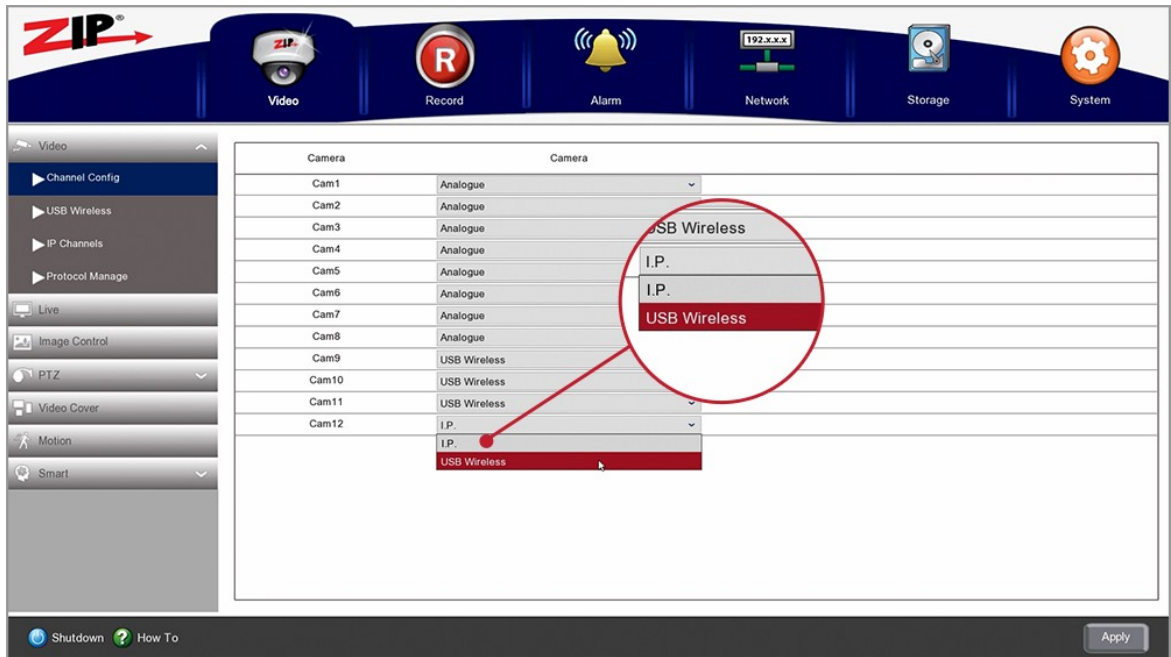 ZIP®
ZIP
R
192.x.x.x
Video
Record
Alarm
Network
Storage
System
Video
Channel Config
USB Wireless
IP Channels
Protocol Manage
Live
Image Control
PTZ
Video Cover
Motion
Smart
Camera Camera
Cam1 Analogue
Cam2 Analogue
Cam3 Analogue
Cam4 Analogue
Cam5 Analogue
Cam6 Analogue
Cam7 Analogue
Cam8 Analogue
Cam9 USB Wireless
Cam10 USB Wireless
Cam11 USB Wireless
Cam12 I.P.
I.P.
USB Wireless
USB Wireless
I.P.
I.P.
USB Wireless
Shutdown
How To
Apply